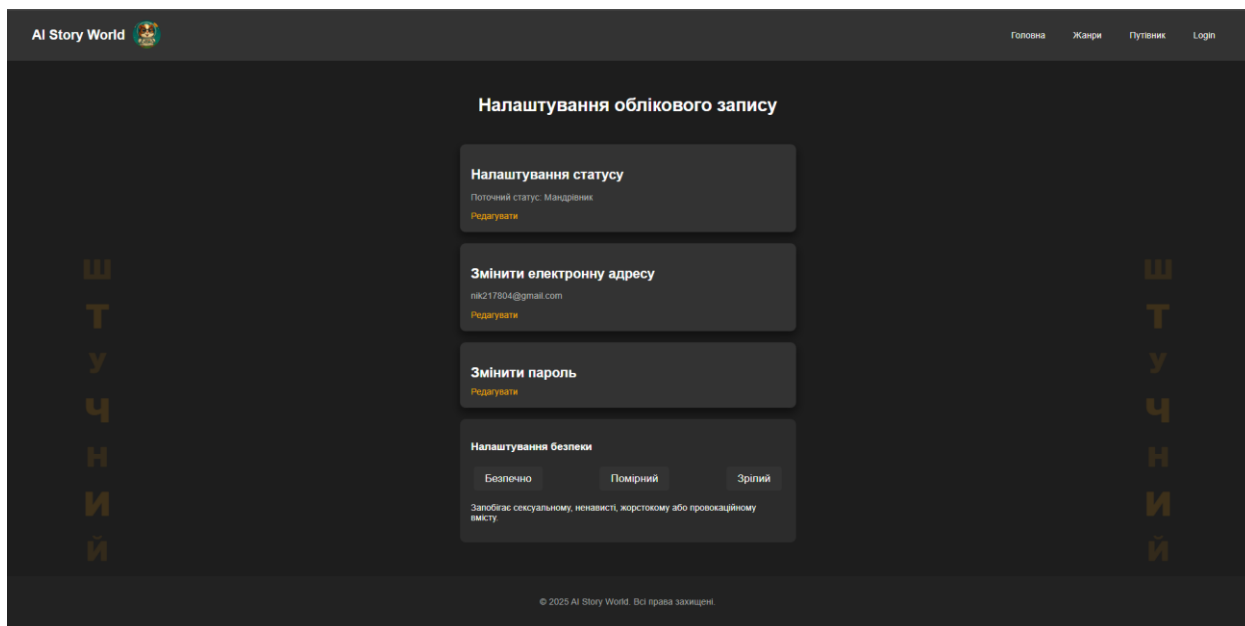 AI Story World
Головна Жанри Путівник Login
Налаштування облікового запису
Налаштування статусу
Поточний статус: Мандрівник
Редагувати
Змінити електронну адресу
nik217804@gmail.com
Редагувати
Змінити пароль
Редагувати
Налаштування безпеки
Безпечно Помірний Зрілий
Запобігає сексуальному, ненависті, жорстокому або провокаційному
вмісту.
Ш
Т
У
Ч
Н
И
Й
Ш
Т
У
Ч
Н
И
Й
© 2025 AI Story World. Всі права захищені.